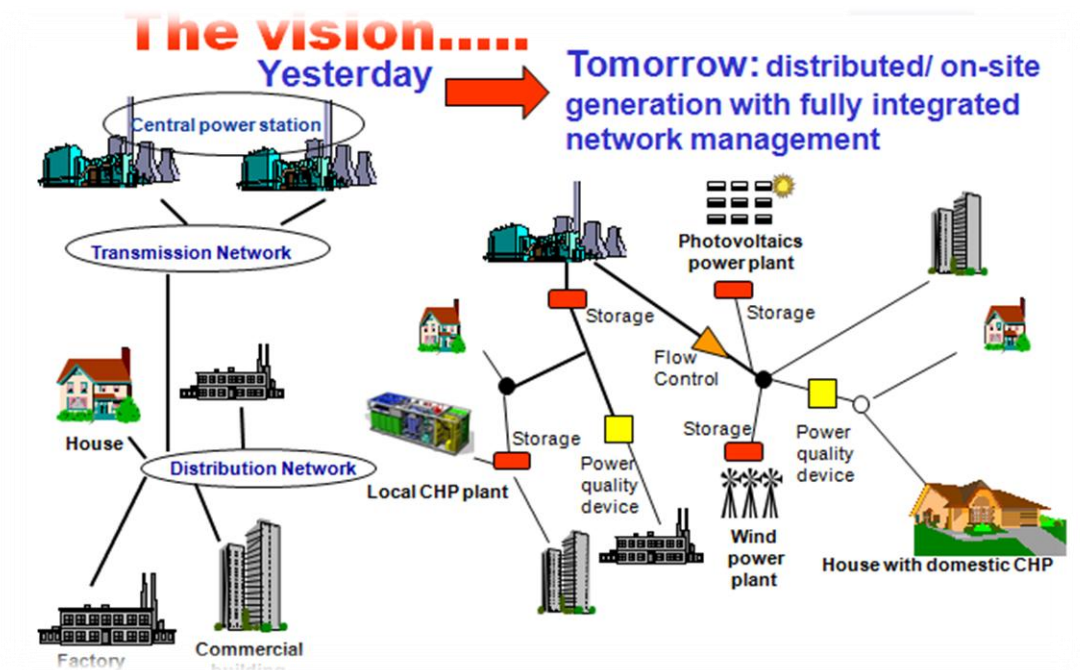 The vision.....
Yesterday
Tomorrow: distributed/ on-site
generation with fully integrated
network management
Central power station
Transmission Network
House
Distribution Network
Factory
Commercial
building
Photovoltaics
power plant
Storage
Storage
Flow
Control
Storage
Local CHP plant
Power
quality
device
Storage
Power
quality
device
Wind
power
plant
House with domestic CHP